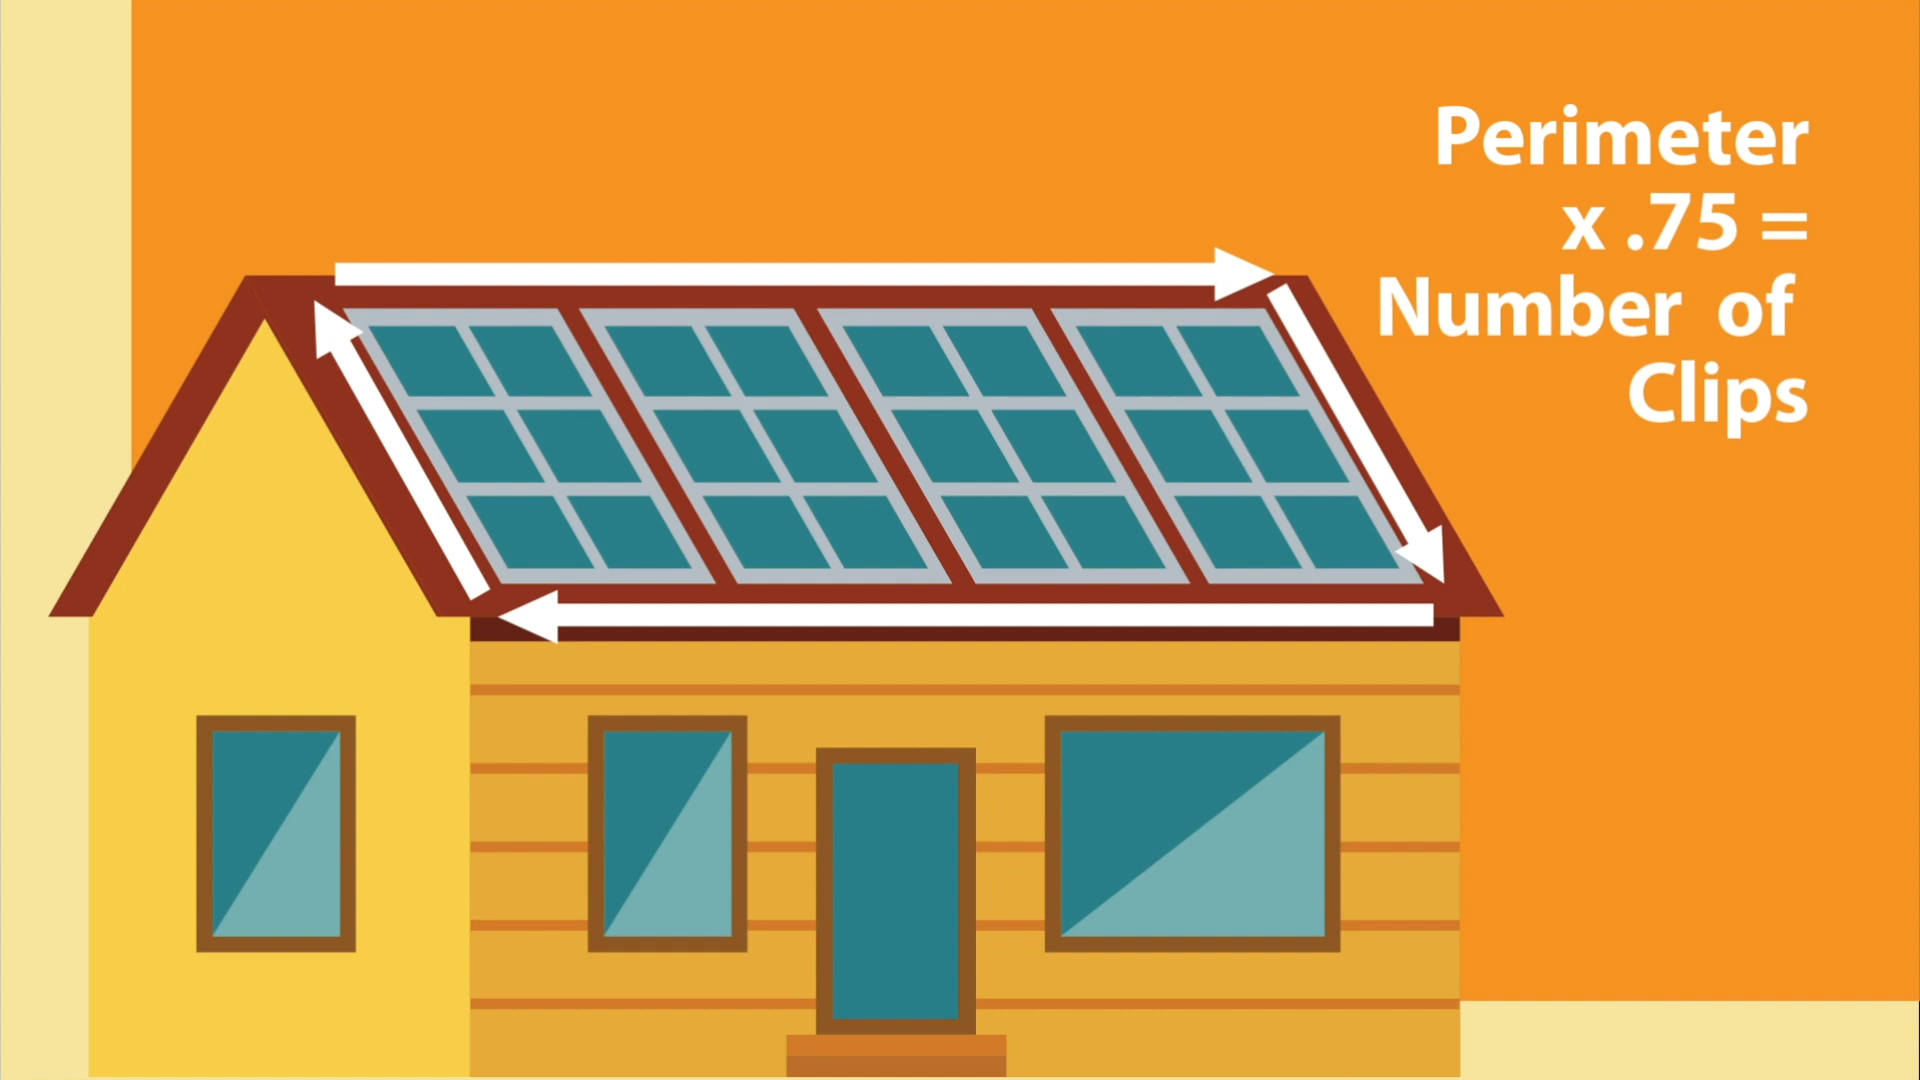 Perimeter
x .75 =
Number of
Clips